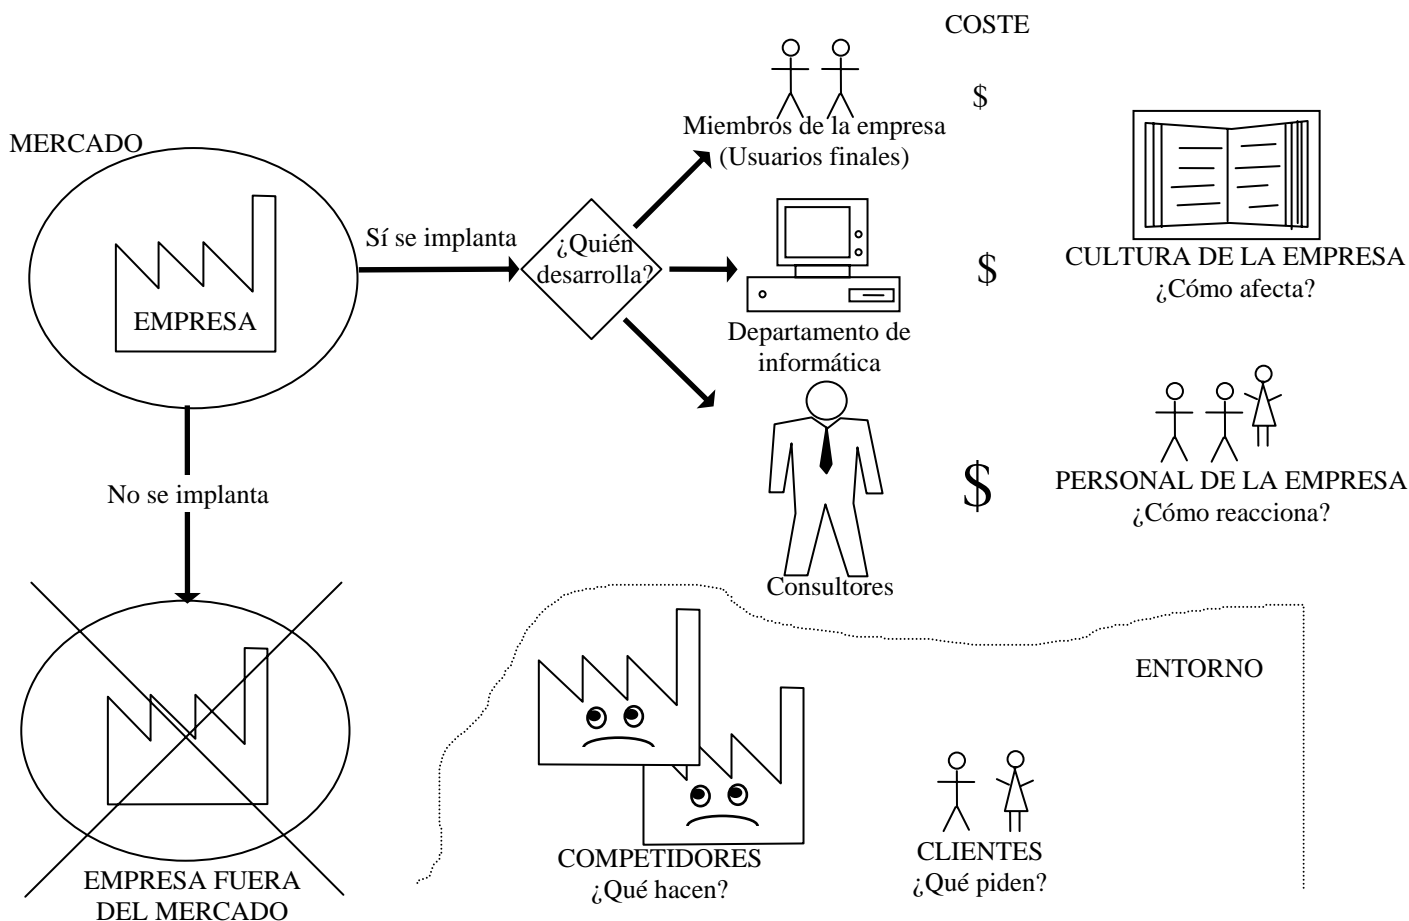 COSTE
$
Miembros de la empresa
(Usuarios finales)
MERCADO
EMPRESA
Sí se implanta
¿Quién
desarrolla?
$
Departamento de
informática
CULTURA DE LA EMPRESA
¿Cómo afecta?
$
Consultores
PERSONAL DE LA EMPRESA
¿Cómo reacciona?
No se implanta
EMPRESA FUERA
DEL MERCADO
ENTORNO
COMPETIDORES
¿Qué hacen?
CLIENTES
¿Qué piden?